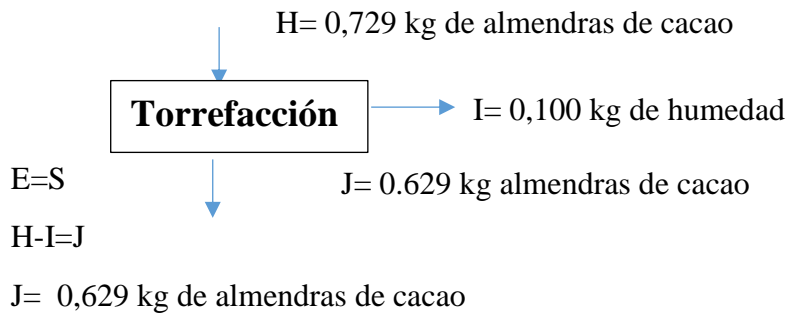 H= 0,729 kg de almendras de cacao
Torrefacción
I= 0,100 kg de humedad
E=S
J= 0.629 kg almendras de cacao
H-I=J
J= 0,629 kg de almendras de cacao